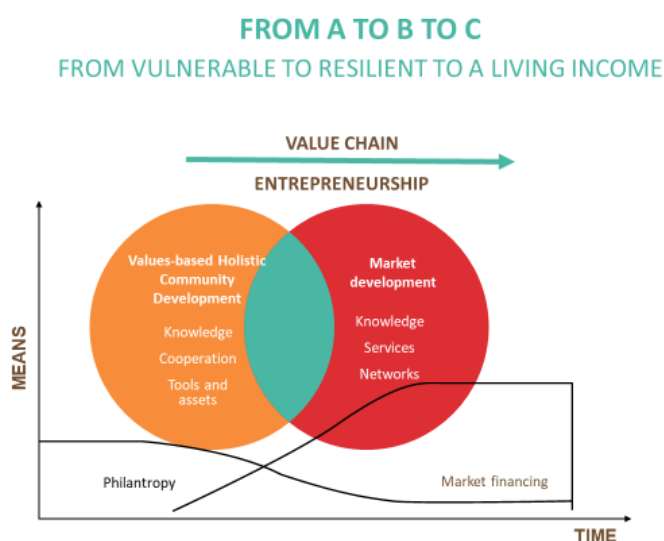 FROM A TO B TO C
FROM VULNERABLE TO RESILIENT TO A LIVING INCOME
VALUE CHAIN
ENTREPRENEURSHIP
Values-based Holistic
Community
Development
Knowledge
Cooperation
Tools and
assets
Market
development
Knowledge
Services
Networks
MEANS
Philantropy
Market financing
TIME